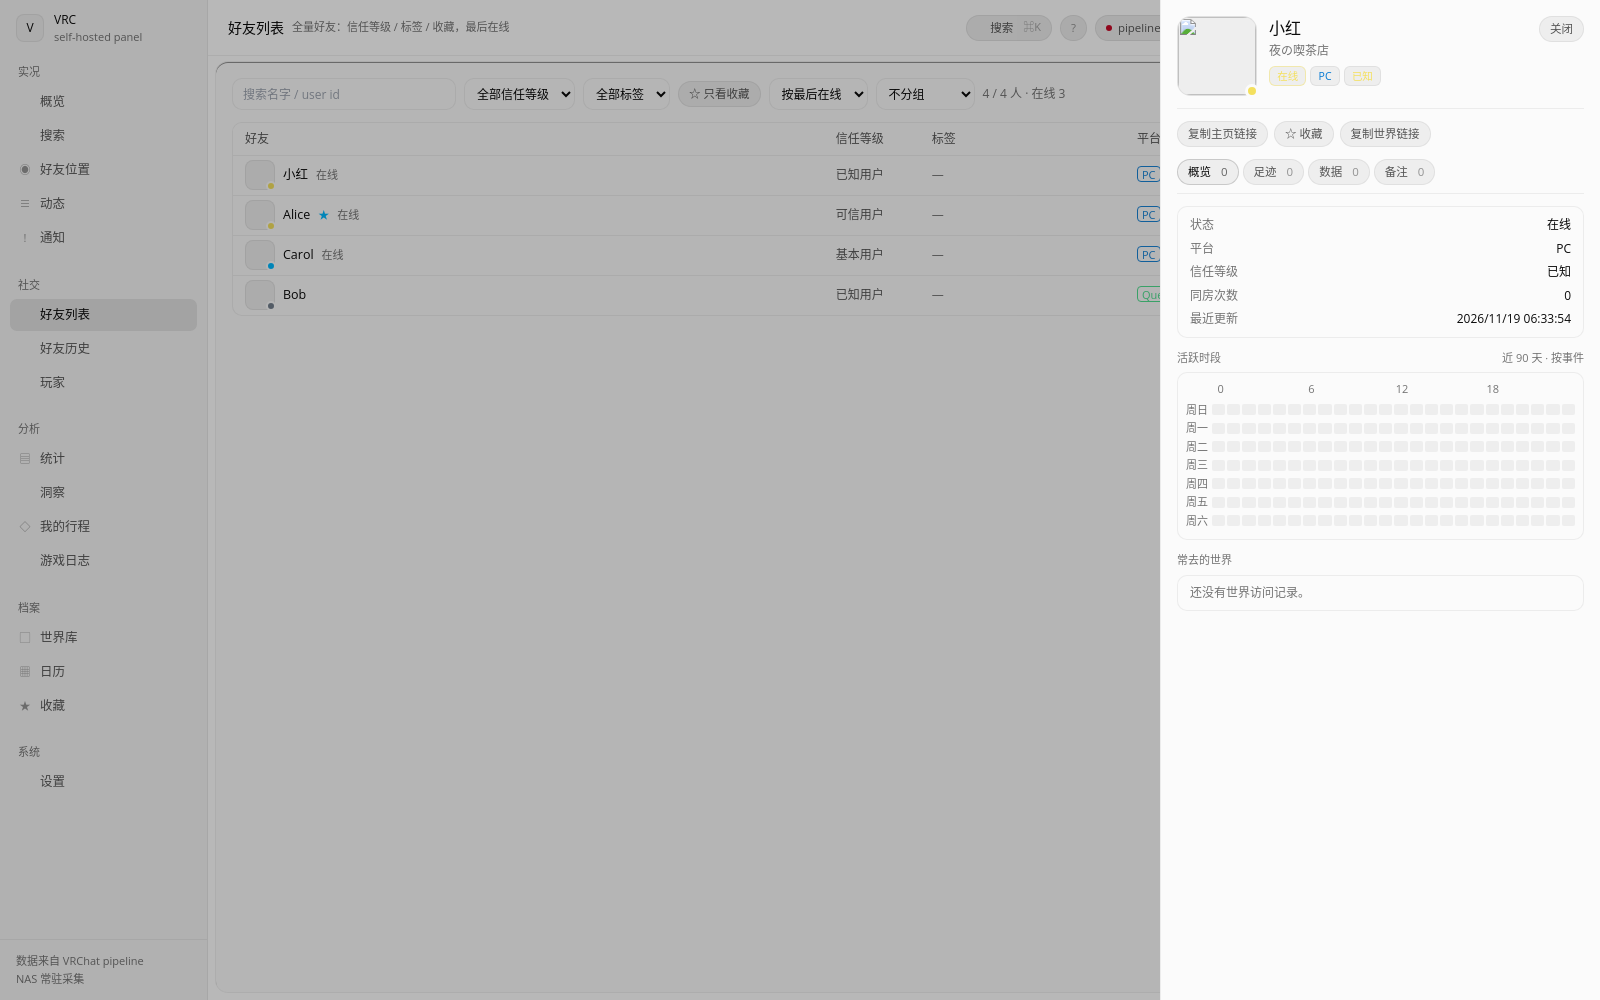 V
VRC
self-hosted panel
实况
概览
搜索
好友位置
动态
通知
社交
好友列表
好友历史
玩家
分析
统计
洞察
我的行程
游戏日志
档案
世界库
日历
收藏
系统
设置
数据来自 VRChat pipeline
NAS 常驻采集
好友列表 全量好友：信任等级 / 标签 / 收藏，最后在线
搜索 ⌘K ? pipeline
搜索名字 / user id 全部信任等级 全部标签 ☆ 只看收藏 按最后在线 不分组 4 / 4 人 · 在线 3
好友 信任等级 标签 平台
小红 在线 已知用户 — PC
Alice ★ 在线 可信用户 — PC
Carol 在线 基本用户 — PC
Bob 已知用户 — Que
小红
夜の喫茶店
在线 PC 已知
关闭
复制主页链接 ☆ 收藏 复制世界链接
概览 0 足迹 0 数据 0 备注 0
状态 在线
平台 PC
信任等级 已知
同房次数 0
最近更新 2026/11/19 06:33:54
活跃时段 近 90 天 · 按事件
0 6 12 18
周日
周一
周二
周三
周四
周五
周六
常去的世界
还没有世界访问记录。